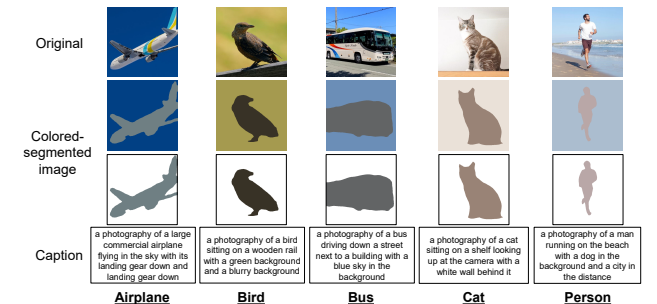 Original
Colored-
segmented
image
Caption
a photography of a large
commercial airplane
flying in the sky with its
landing gear down and
landing gear down
a photography of a bird
sitting on a wooden rail
with a green background
and a blurry background
a photography of a bus
driving down a street
next to a building with a
blue sky in the
background
a photography of a cat
sitting on a shelf looking
up at the camera with a
white wall behind it
a photography of a man
running on the beach
with a dog in the
background and a city in
the distance
Airplane
Bird
Bus
Cat
Person